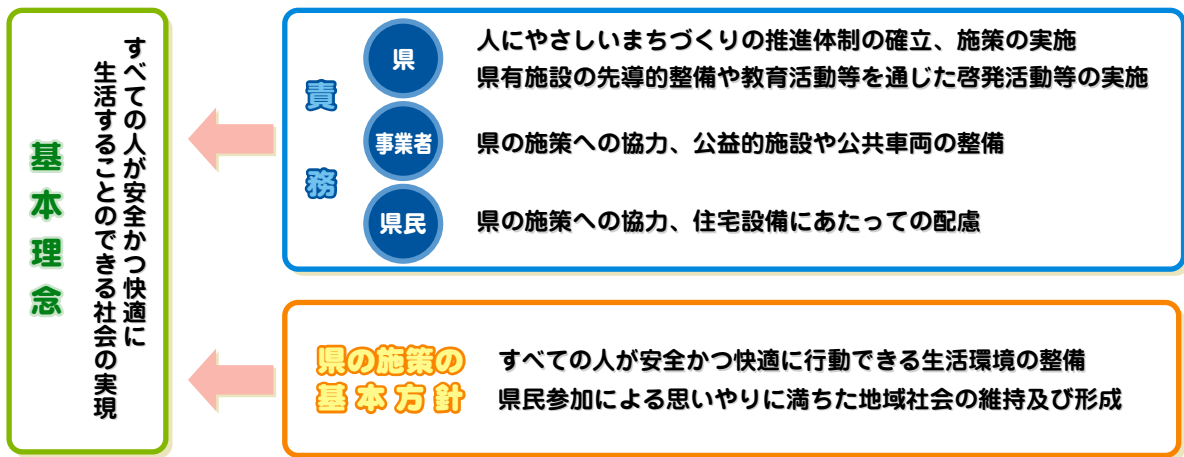 基本理念
すべての人が安全かつ快適に
生活することのできる社会の実現
責務
県
人にやさしいまちづくりの推進体制の確立、施策の実施
県有施設の先導的整備や教育活動等を通じた啓発活動等の実施
事業者
県の施策への協力、公益的施設や公共車両の整備
県民
県の施策への協力、住宅設備にあたっての配慮
県の施策の
基本方針
すべての人が安全かつ快適に行動できる生活環境の整備
県民参加による思いやりに満ちた地域社会の維持及び形成